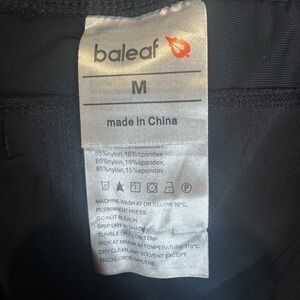 baleaf
M
made in China
85%nylon,15%spandex
85%nylon,15%spandex
85%nylon,15%spandex
MACHINE WASH AT OR BELOW 30°C.
PERMANENT PRESS
DO NOT BLEACH
DRIP DRY IN SHADE
TUMBLE DRY LOW TEMP
IRON AT MAXIMUM TEMPERATURE 110°C
DRY CLEAN, ANY SOLVENT EXCEPT
TRICHLOROETHYLENE.